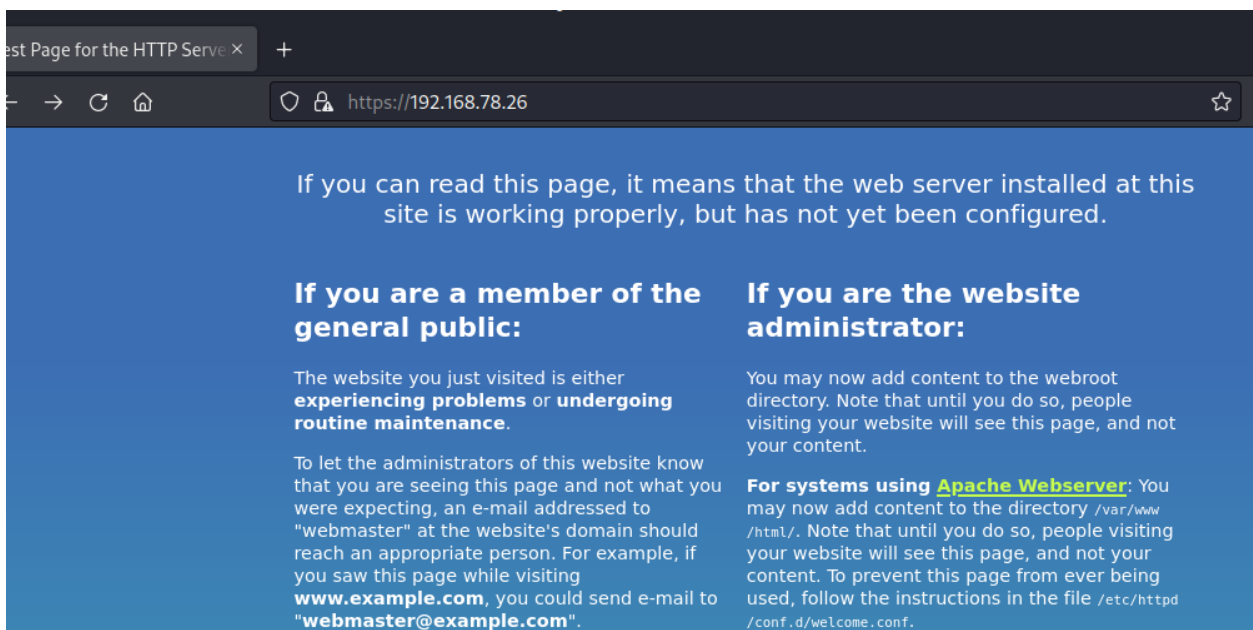 est Page for the HTTP Serve
https://192.168.78.26
If you can read this page, it means that the web server installed at this
site is working properly, but has not yet been configured.
If you are a member of the
general public:
The website you just visited is either
experiencing problems or undergoing
routine maintenance.
To let the administrators of this website know
that you are seeing this page and not what you
were expecting, an e-mail addressed to
"webmaster" at the website's domain should
reach an appropriate person. For example, if
you saw this page while visiting
www.example.com, you could send e-mail to
"webmaster@example.com".
If you are the website
administrator:
You may now add content to the webroot
directory. Note that until you do so, people
visiting your website will see this page, and not
your content.
For systems using Apache Webserver: You
may now add content to the directory /var/www
/html/. Note that until you do so, people visiting
your website will see this page, and not your
content. To prevent this page from ever being
used, follow the instructions in the file /etc/httpd
/conf.d/welcome.conf.